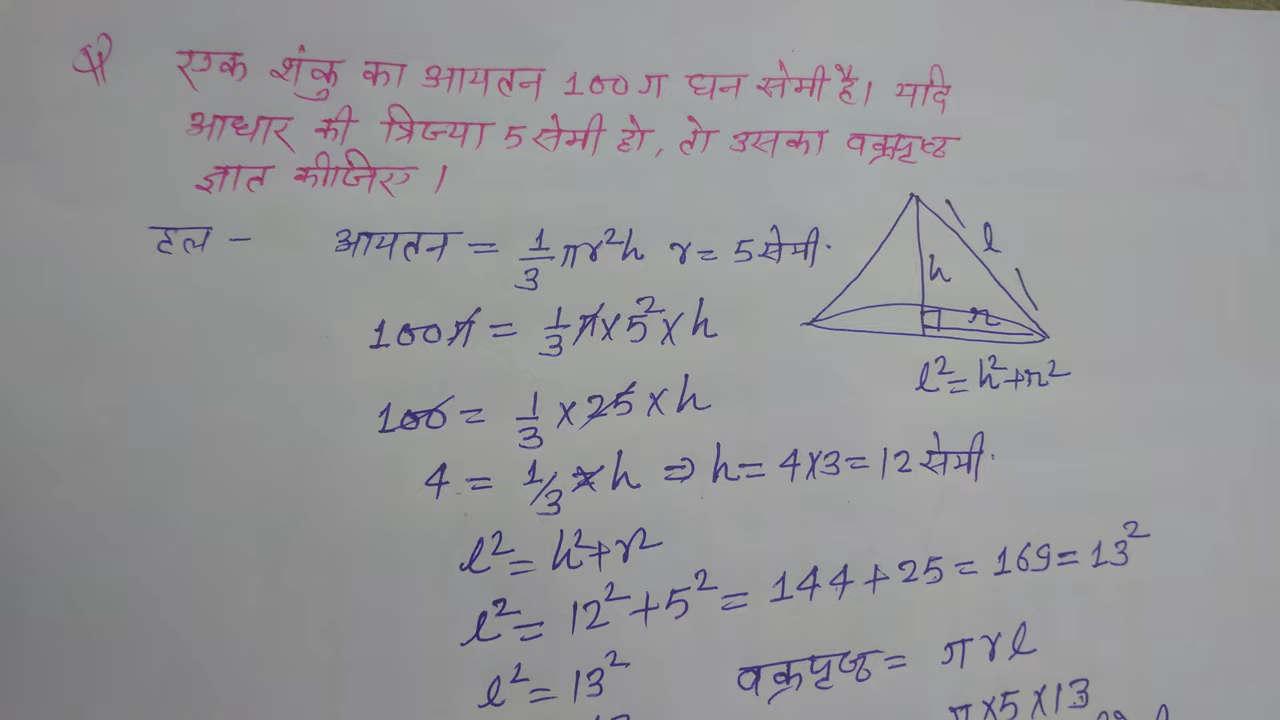 प्र०
एक शंकु का आयतन 100π घन सेमी है। यदि
आधार की त्रिज्या 5 सेमी हो, तो उसका वक्रपृष्ठ
ज्ञात कीजिए।
हल - आयतन = 1/3 πr²h r = 5 सेमी.
l
h
r
100π = 1/3 π × 5² × h
l² = h² + r²
100 = 1/3 × 25 × h
4 = 1/3 × h ⇒ h = 4×3 = 12 सेमी.
l² = h² + r²
l² = 12² + 5² = 144 + 25 = 169 = 13²
l² = 13² वक्रपृष्ठ = π r l
π × 5 × 13